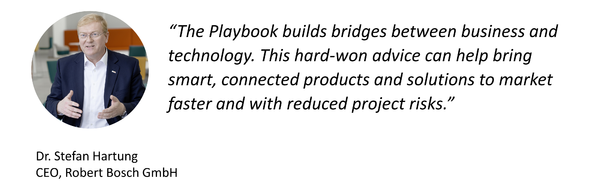 “The Playbook builds bridges between business and
technology. This hard-won advice can help bring
smart, connected products and solutions to market
faster and with reduced project risks.”
Dr. Stefan Hartung
CEO, Robert Bosch GmbH